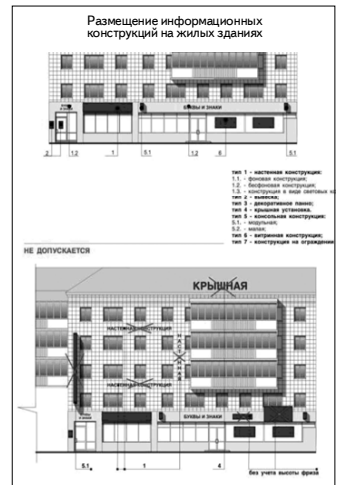 Размещение информационных
конструкций на жилых зданиях
БУКВЫ И ЗНАКИ
2 1.2 1 5.1 1.2 6 5.1
тип 1 - настенная конструкция:
1.1. - фоновая конструкция;
1.2. - бесфоновая конструкция;
1.3. - конструкция в виде световых ко
тип 2 - вывески;
тип 3 - декоративное панно;
тип 4 - крышная установка.
тип 5 - консольная конструкция:
5.1. - модульная;
5.2. - малая;
тип 6 - витринная конструкция;
тип 7 - конструкция на ограждении
НЕ ДОПУСКАЕТСЯ
КРЫШНАЯ
НАСТЕННАЯ КОНСТРУКЦИЯ
НАСТЕННАЯ
НАСТЕННАЯ КОНСТРУКЦИЯ
БУКВЫ И ЗНАКИ
5.1 1 4
без учета высоты фриза